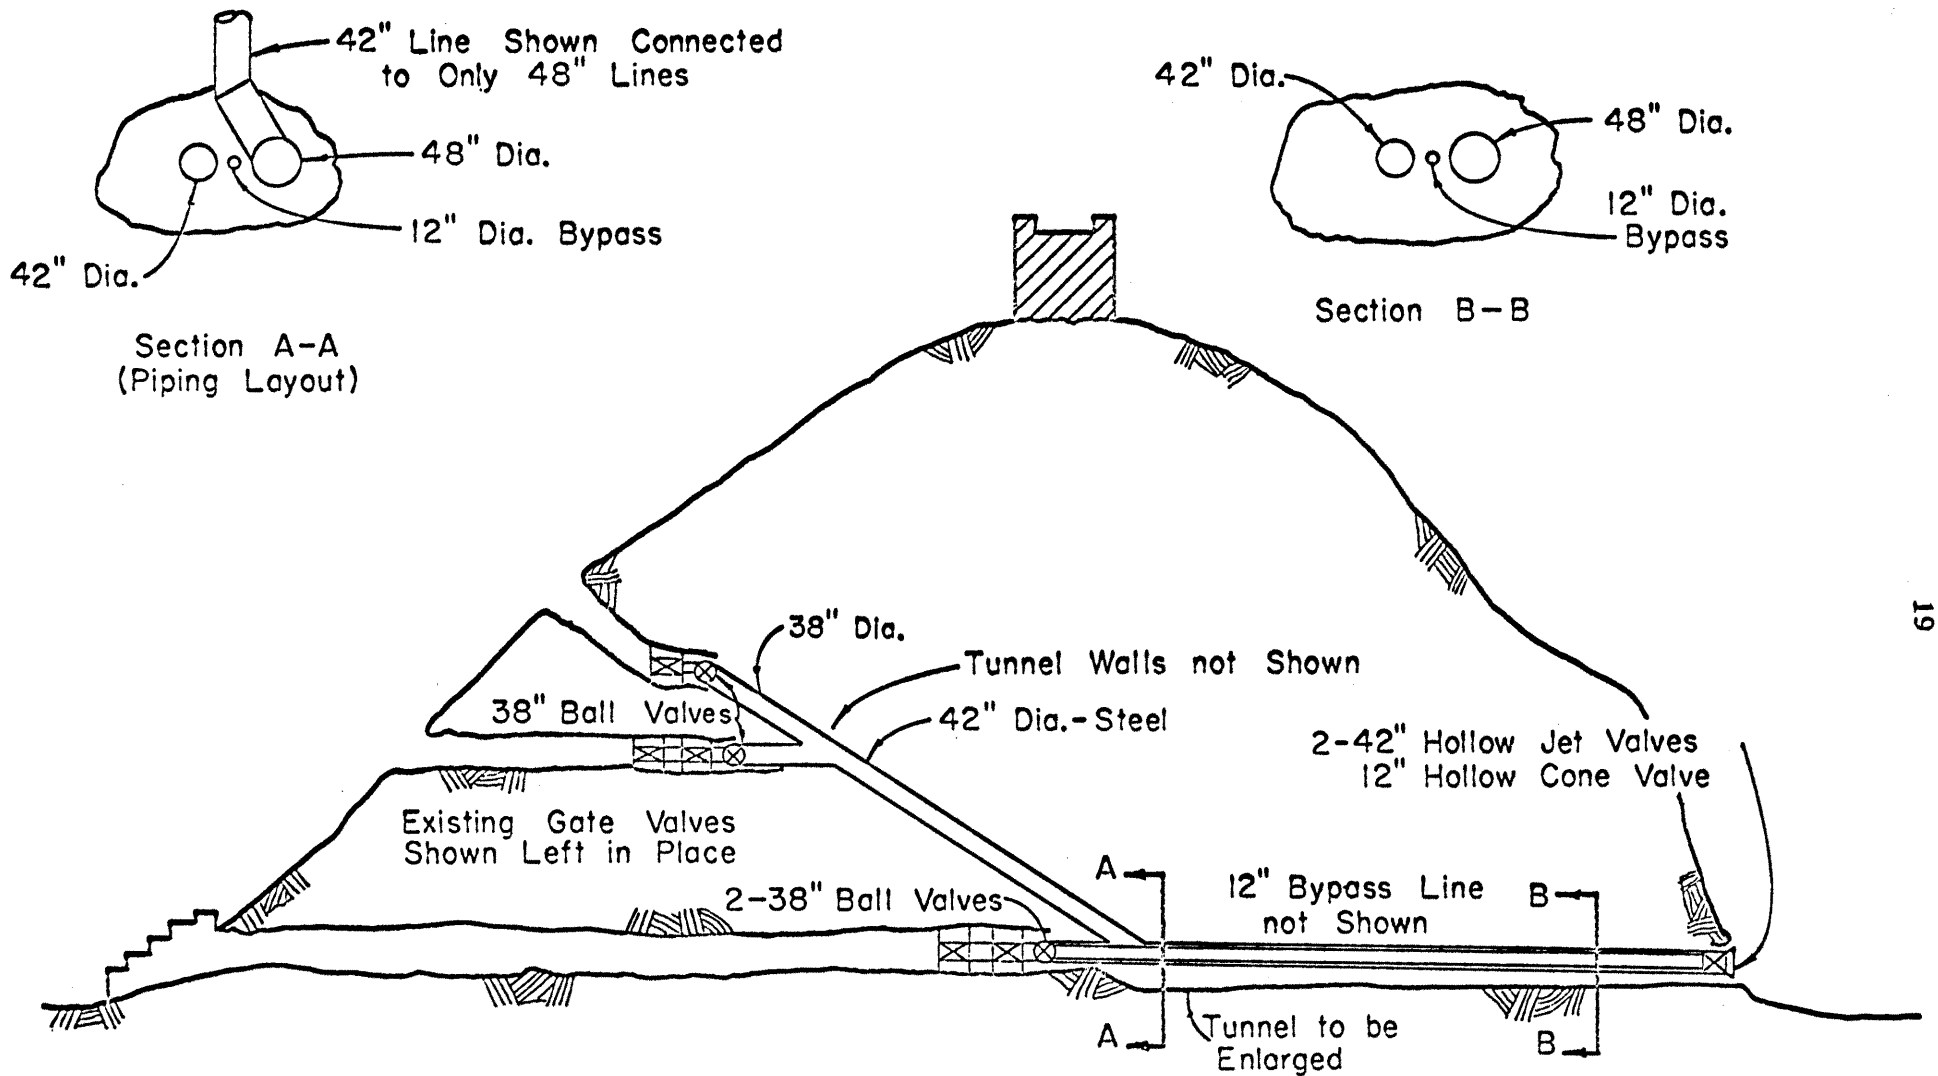 42" Line Shown Connected
to Only 48" Lines
48" Dia.
12" Dia. Bypass
42" Dia.
Section A-A
(Piping Layout)
42" Dia.
48" Dia.
12" Dia.
Bypass
Section B-B
19
38" Dia.
Tunnel Walls not Shown
38" Ball Valves
42" Dia.-Steel
2-42" Hollow Jet Valves
12" Hollow Cone Valve
Existing Gate Valves
Shown Left in Place
2-38" Ball Valves
A
12" Bypass Line
not Shown
B
A
Tunnel to be
Enlarged
B